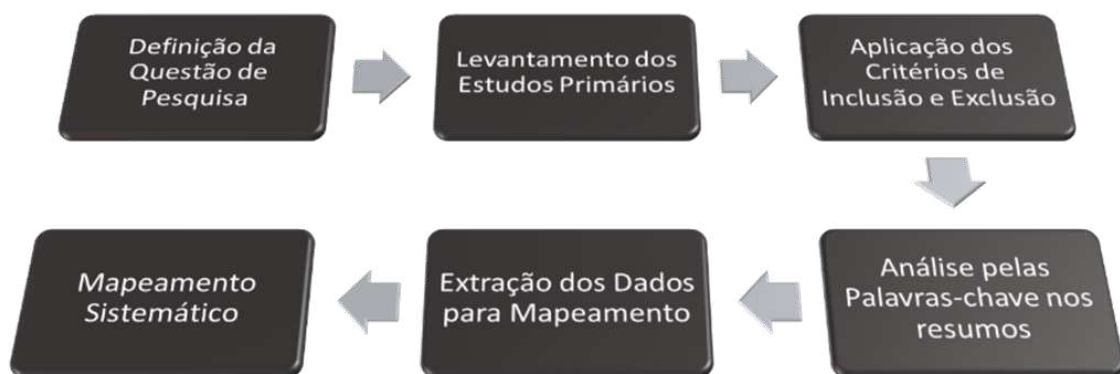 Definição da
Questão de
Pesquisa
Levantamento dos
Estudos Primários
Aplicação dos
Critérios de
Inclusão e Exclusão
Análise pelas
Palavras-chave nos
resumos
Extração dos Dados
para Mapeamento
Mapeamento
Sistemático